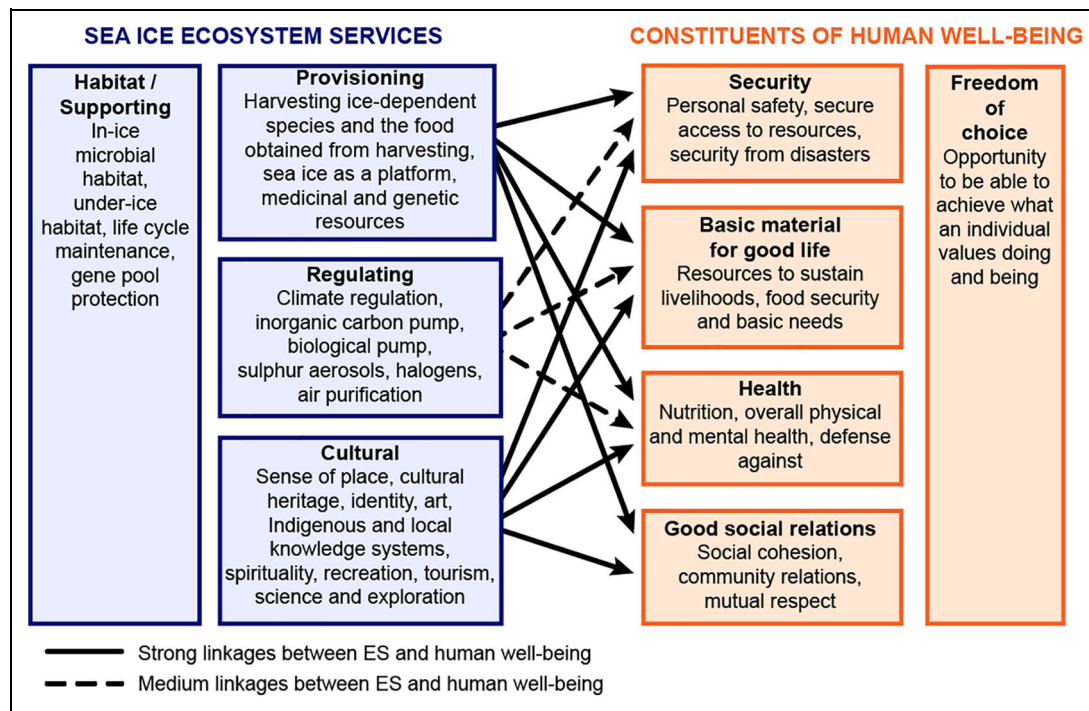 SEA ICE ECOSYSTEM SERVICES
CONSTITUENTS OF HUMAN WELL-BEING
Habitat /
Supporting
In-ice
microbial
habitat,
under-ice
habitat, life cycle
maintenance,
gene pool
protection
Provisioning
Harvesting ice-dependent
species and the food
obtained from harvesting,
sea ice as a platform,
medicinal and genetic
resources
Regulating
Climate regulation,
inorganic carbon pump,
biological pump,
sulphur aerosols, halogens,
air purification
Cultural
Sense of place, cultural
heritage, identity, art,
Indigenous and local
knowledge systems,
spirituality, recreation, tourism,
science and exploration
Security
Personal safety, secure
access to resources,
security from disasters
Basic material
for good life
Resources to sustain
livelihoods, food security
and basic needs
Health
Nutrition, overall physical
and mental health, defense
against
Good social relations
Social cohesion,
community relations,
mutual respect
Freedom
of
choice
Opportunity
to be able to
achieve what
an individual
values doing
and being
Strong linkages between ES and human well-being
Medium linkages between ES and human well-being